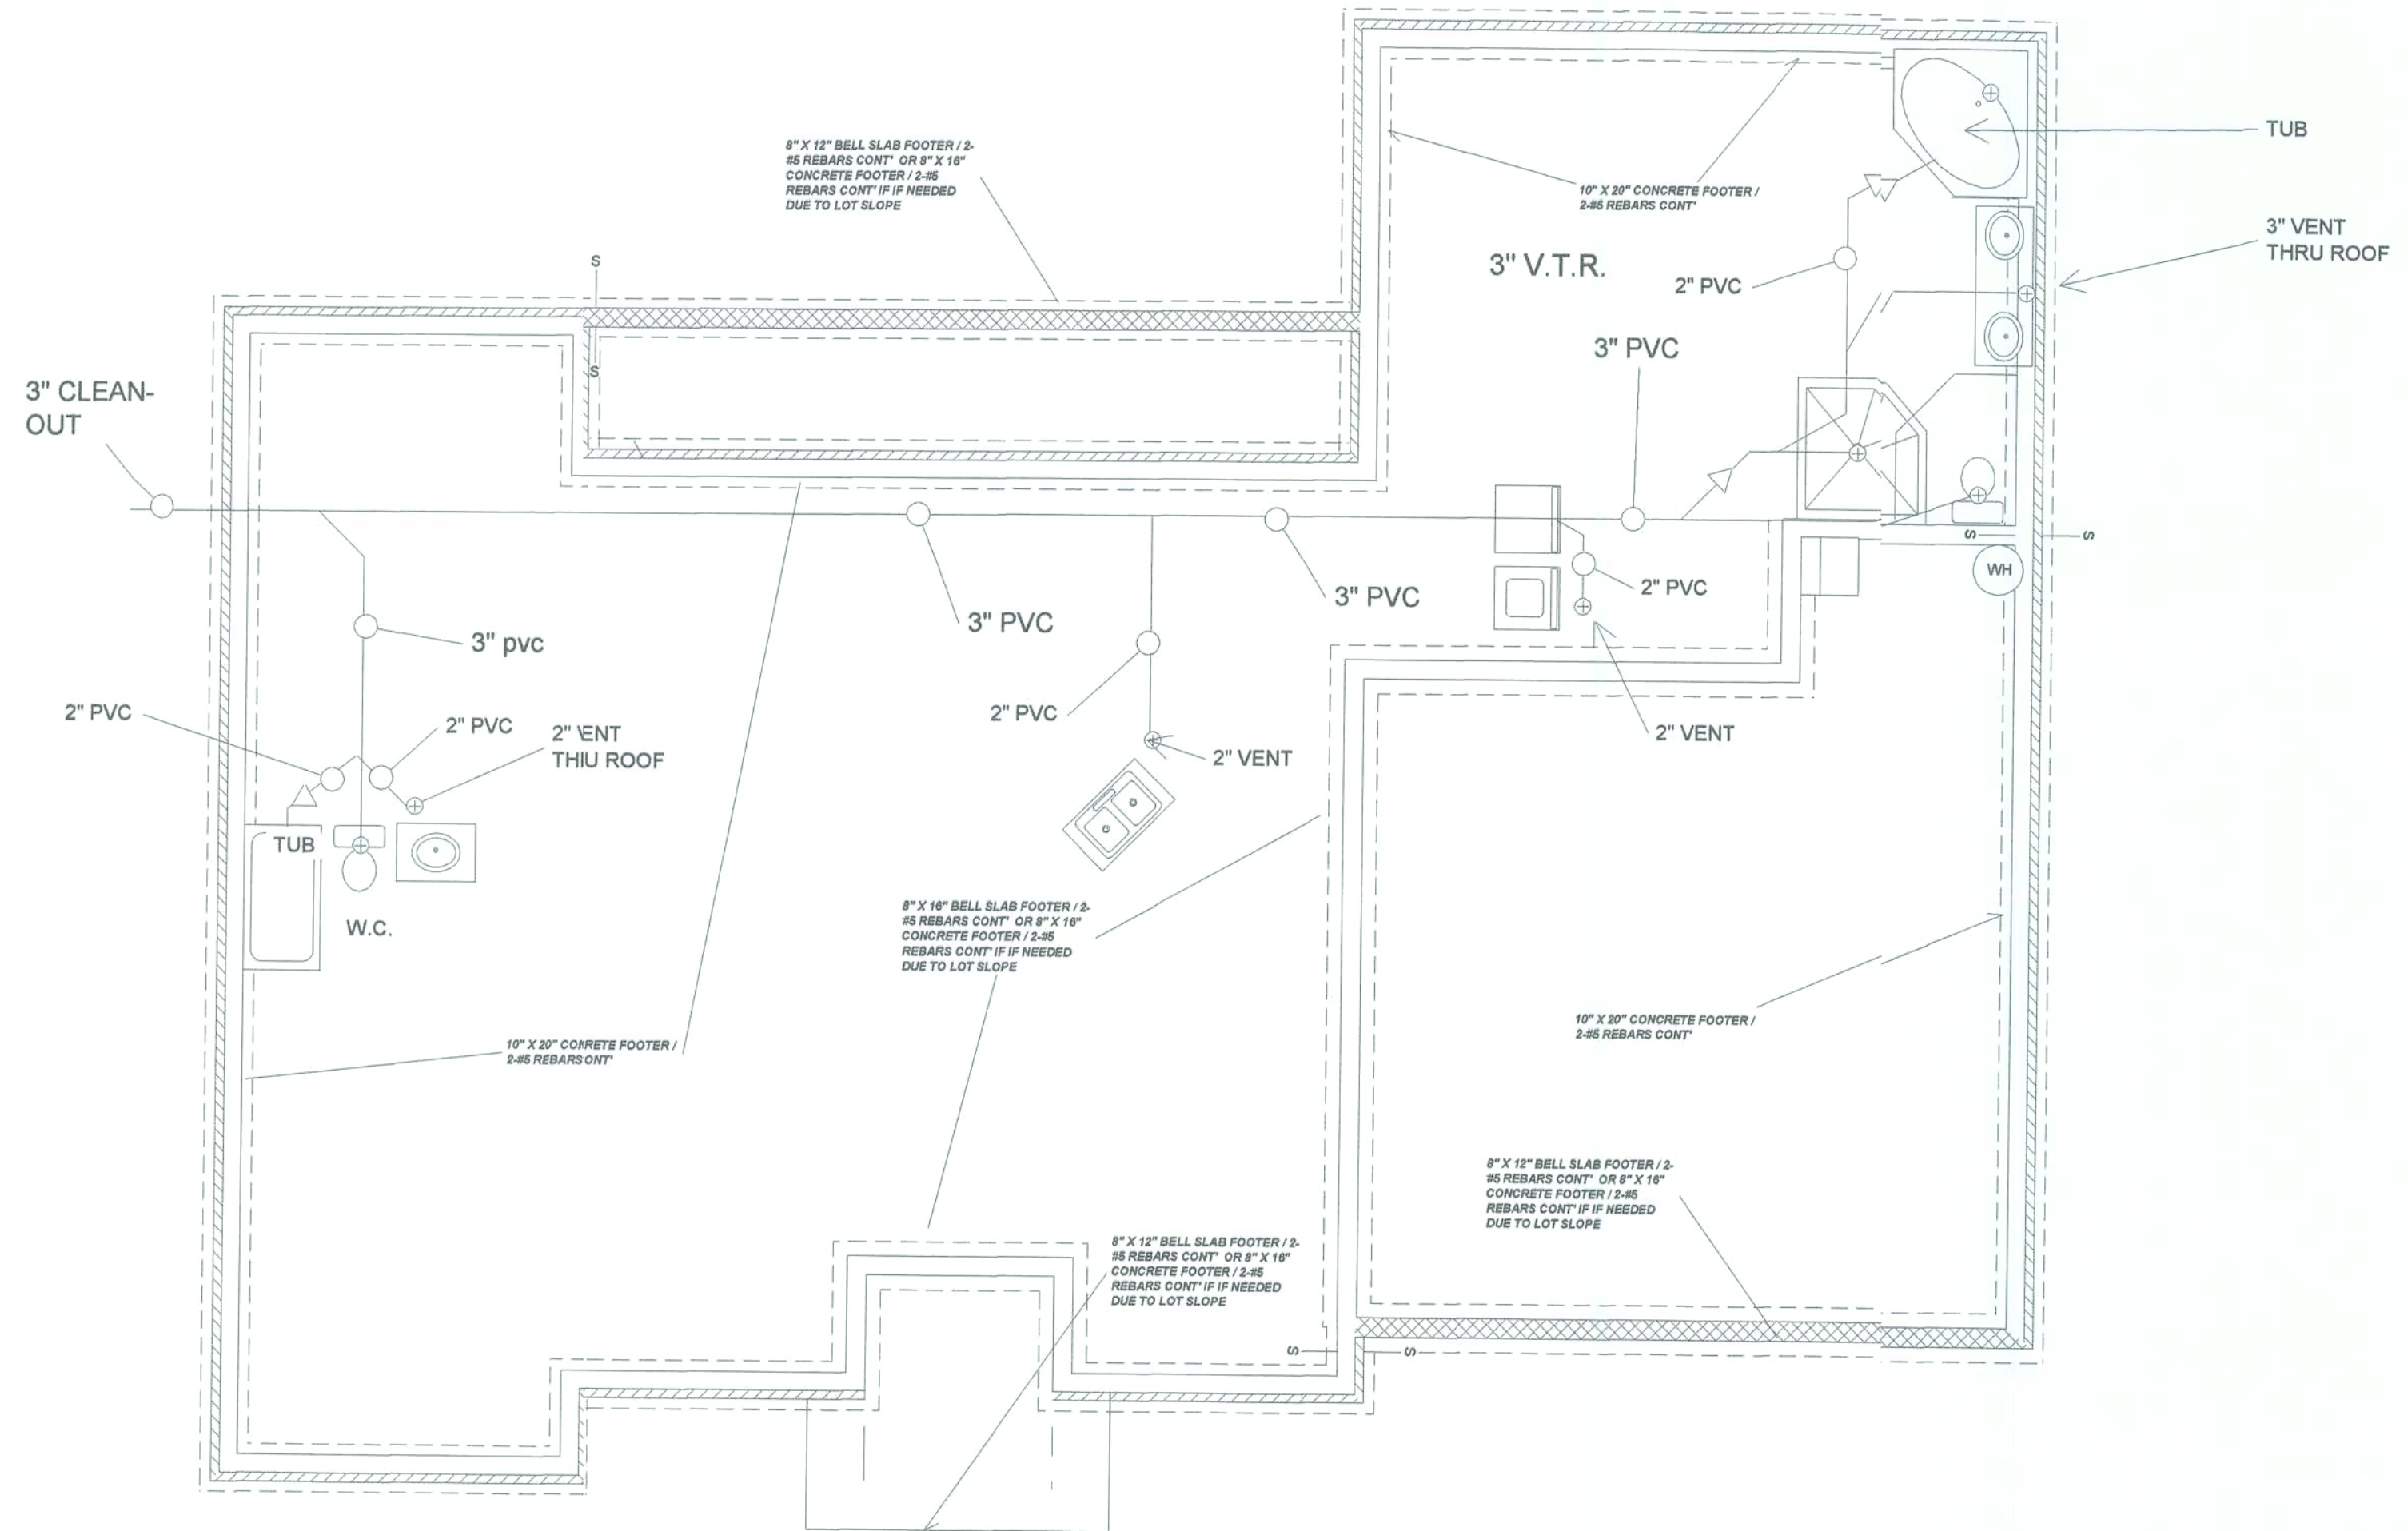 TUB
8" X 12" BELL SLAB FOOTER / 2-
#5 REBARS CONT' OR 8" X 16"
CONCRETE FOOTER / 2-#5
REBARS CONT' IF IF NEEDED
DUE TO LOT SLOPE
10" X 20" CONCRETE FOOTER /
2-#5 REBARS CONT'
3" VENT
THRU ROOF
3" V.T.R.
2" PVC
S
S
3" PVC
3" CLEAN-
OUT
S
S
WH
2" PVC
3" PVC
3" PVC
3" pvc
2" PVC
2" PVC
2" VENT
THIU ROOF
2" PVC
2" VENT
2" VENT
TUB
W.C.
8" X 16" BELL SLAB FOOTER / 2-
#5 REBARS CONT' OR 8" X 16"
CONCRETE FOOTER / 2-#5
REBARS CONT' IF IF NEEDED
DUE TO LOT SLOPE
10" X 20" CONRETE FOOTER /
2-#5 REBARSONT'
10" X 20" CONCRETE FOOTER /
2-#5 REBARS CONT'
8" X 12" BELL SLAB FOOTER / 2-
#5 REBARS CONT' OR 8" X 16"
CONCRETE FOOTER / 2-#5
REBARS CONT' IF IF NEEDED
DUE TO LOT SLOPE
8" X 12" BELL SLAB FOOTER / 2-
#5 REBARS CONT' OR 8" X 16"
CONCRETE FOOTER / 2-#5
REBARS CONT' IF IF NEEDED
DUE TO LOT SLOPE
S
S